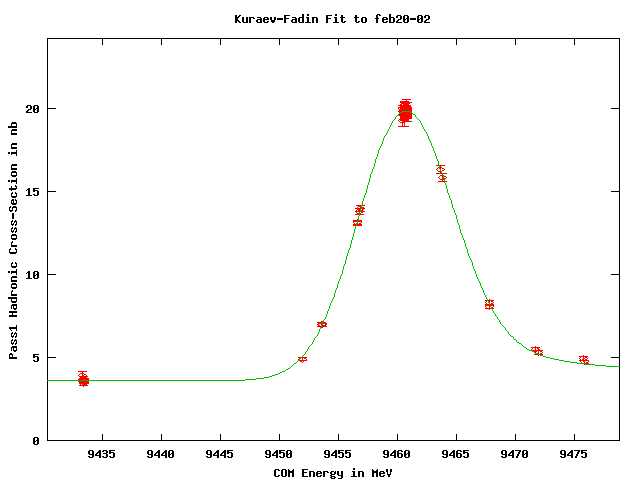 Kuraev-Fadin Fit to feb20-02
Pass1 Hadronic Cross-Section in nb
20
15
10
5
0
9435 9440 9445 9450 9455 9460 9465 9470 9475
COM Energy in MeV